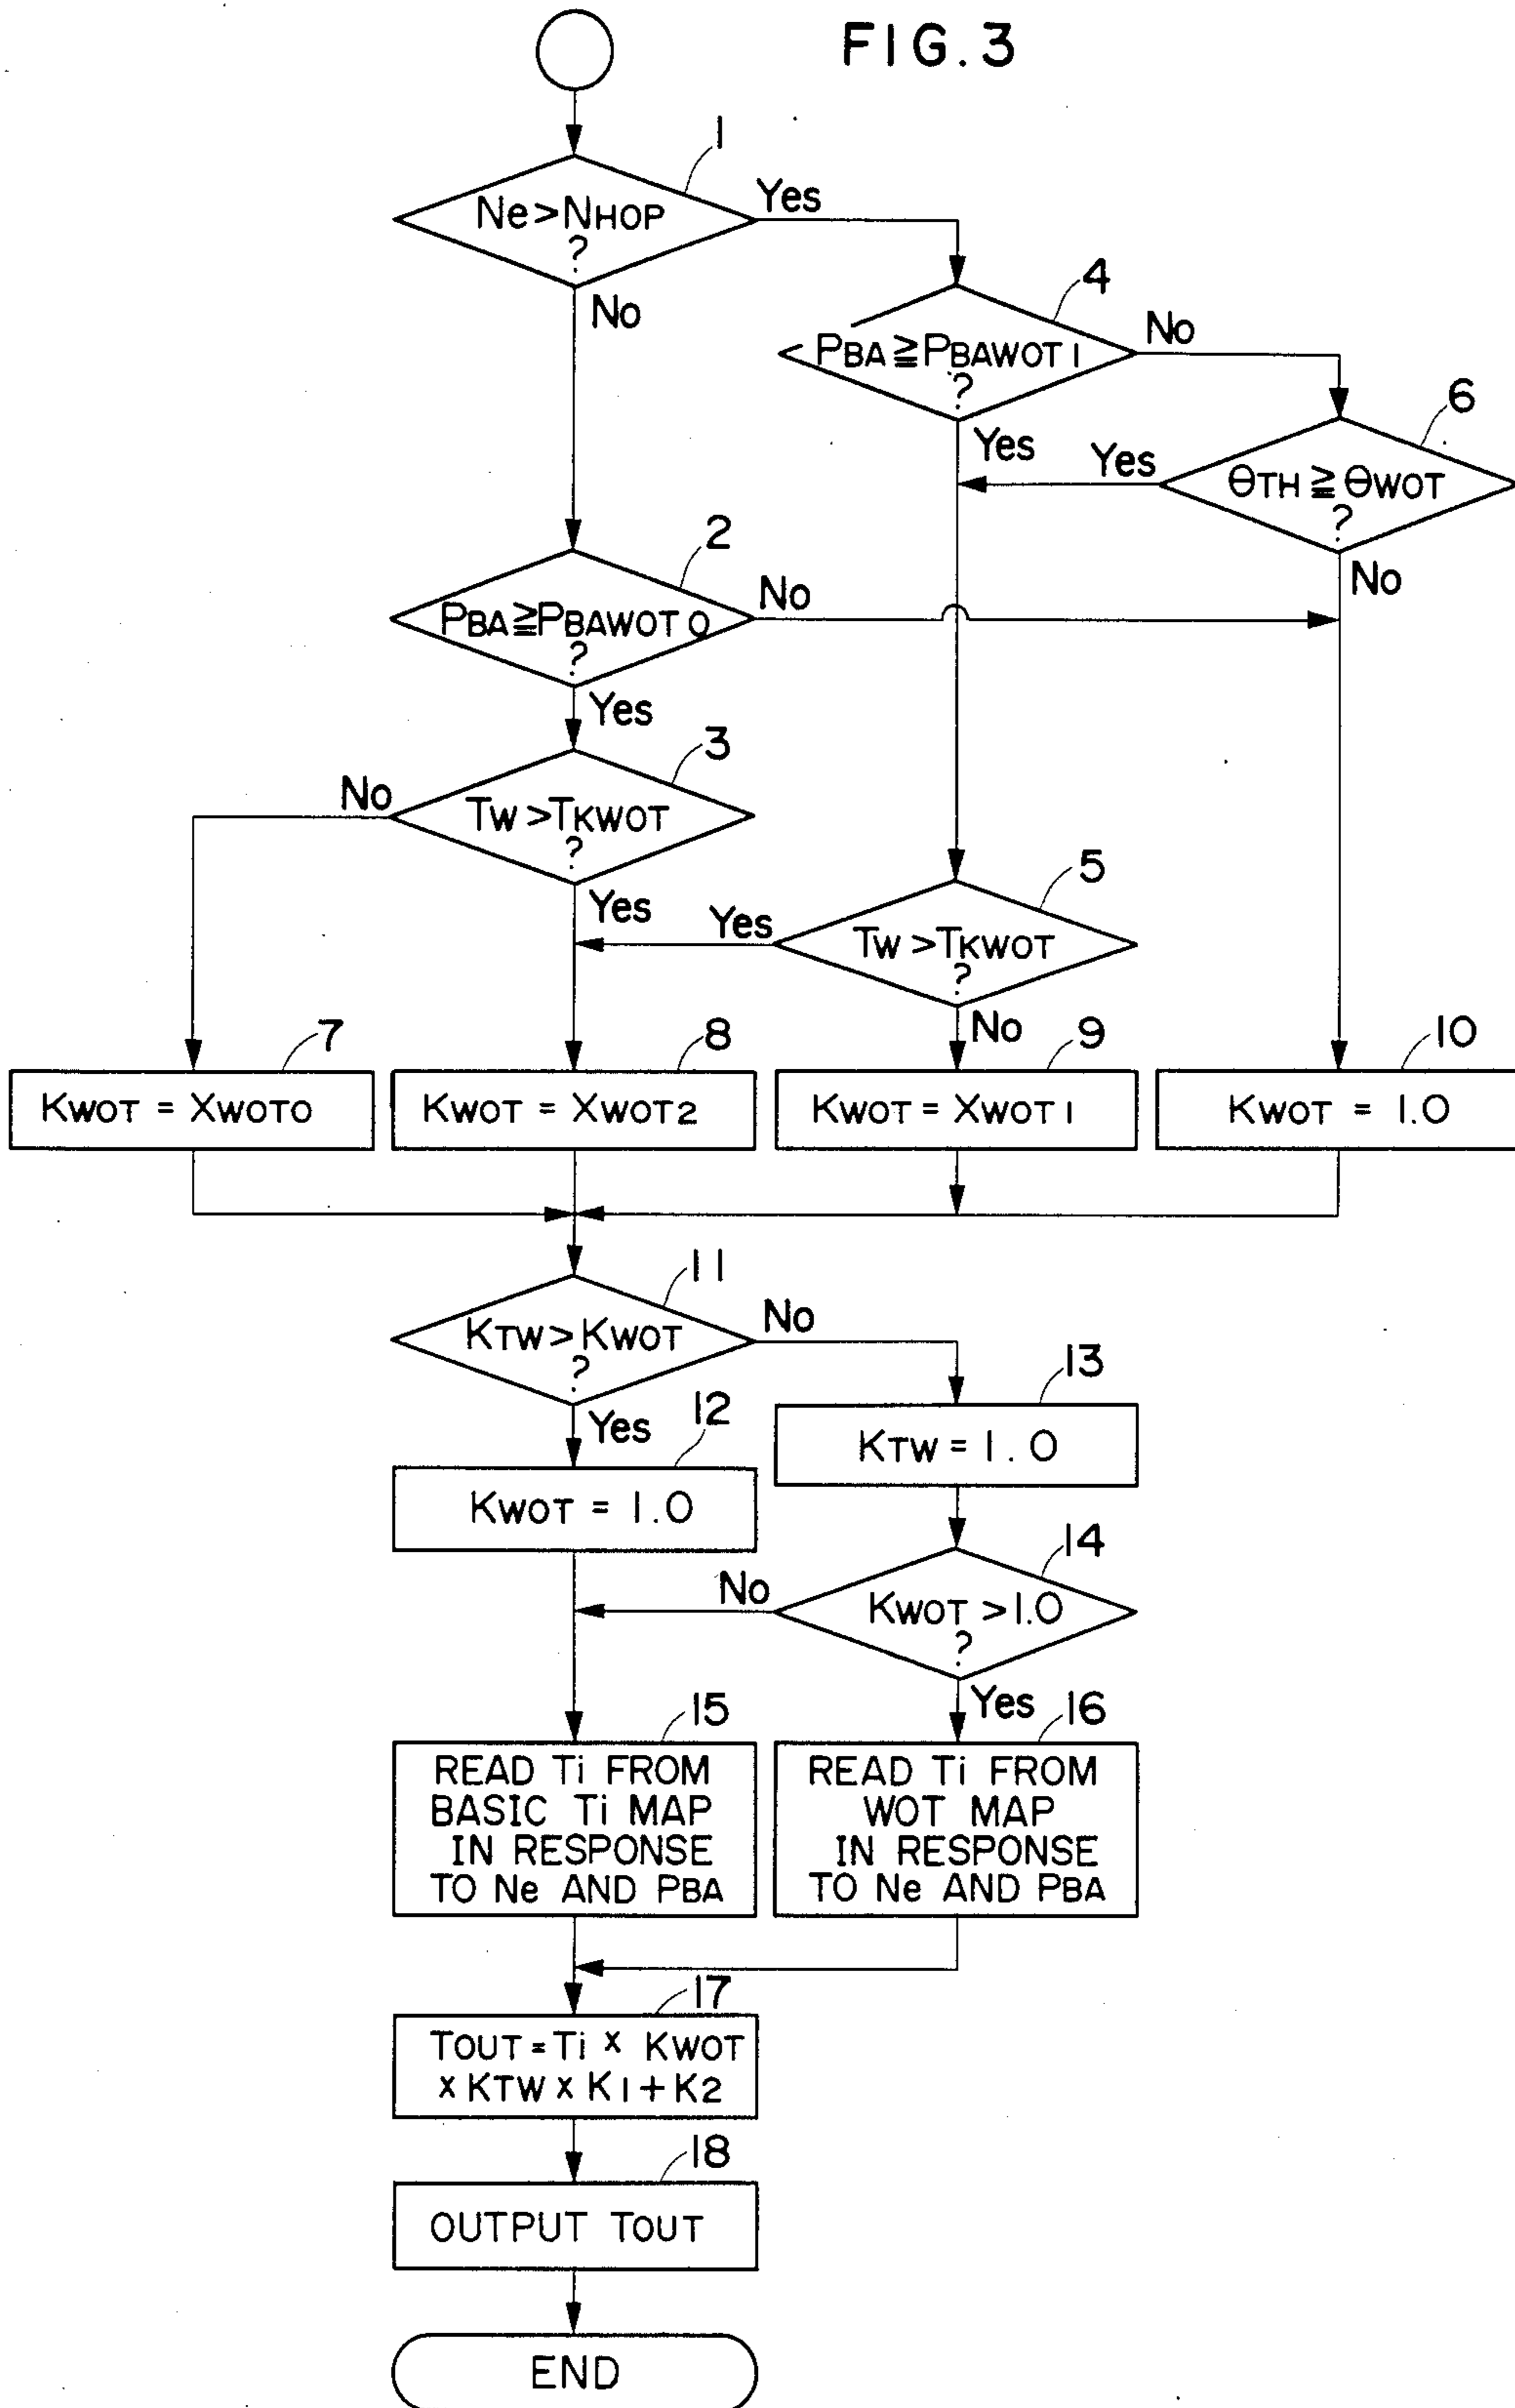 FIG. 3
1
Ne>NHOP
?
Yes
No
4
PBA≧PBAWOT1
?
No
Yes
6
θTH≧θWOT
?
Yes
No
2
PBA≧PBAWOT0
?
No
Yes
3
TW>TKWOT
?
No
Yes
5
TW>TKWOT
?
Yes
No
7
KWOT = XWOT0
8
KWOT = XWOT2
9
KWOT = XWOT1
10
KWOT = 1.0
11
KTW>KWOT
?
No
Yes
12
KWOT = 1.0
13
KTW = 1.0
14
KWOT >1.0
?
No
Yes
15
READ Ti FROM
BASIC Ti MAP
IN RESPONSE
TO Ne AND PBA
16
READ Ti FROM
WOT MAP
IN RESPONSE
TO Ne AND PBA
17
TOUT=Ti × KWOT
×KTW×K1+K2
18
OUTPUT TOUT
END